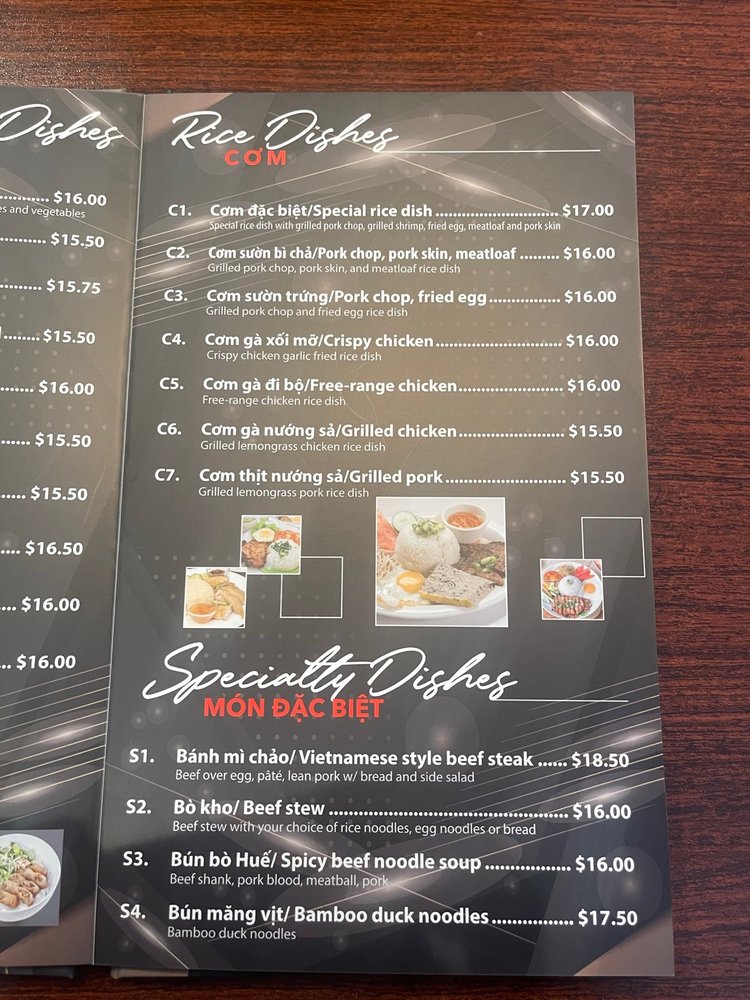 Dishes
$16.00
es and vegetables
$15.50
$15.75
$15.50
$16.00
$15.50
$15.50
$16.50
$16.00
$16.00
Rice Dishes
CƠM
C1. Cơm đặc biệt/Special rice dish ............................ $17.00
Special rice dish with grilled pork chop, grilled shrimp, fried egg, meatloaf and pork skin
C2. Cơm sườn bì chả/Pork chop, pork skin, meatloaf ......... $16.00
Grilled pork chop, pork skin, and meatloaf rice dish
C3. Cơm sườn trứng/Pork chop, fried egg................ $16.00
Grilled pork chop and fried egg rice dish
C4. Cơm gà xối mỡ/Crispy chicken............................. $16.00
Crispy chicken garlic fried rice dish
C5. Cơm gà đi bộ/Free-range chicken........................ $16.00
Free-range chicken rice dish
C6. Cơm gà nướng sả/Grilled chicken........................ $15.50
Grilled lemongrass chicken rice dish
C7. Cơm thịt nướng sả/Grilled pork ........................... $15.50
Grilled lemongrass pork rice dish
Specialty Dishes
MÓN ĐẶC BIỆT
S1. Bánh mì chảo/ Vietnamese style beef steak ...... $18.50
Beef over egg, pâté, lean pork w/ bread and side salad
S2. Bò kho/ Beef stew .................................................... $16.00
Beef stew with your choice of rice noodles, egg noodles or bread
S3. Bún bò Huế/ Spicy beef noodle soup .................. $16.00
Beef shank, pork blood, meatball, pork
S4. Bún măng vịt/ Bamboo duck noodles................. $17.50
Bamboo duck noodles